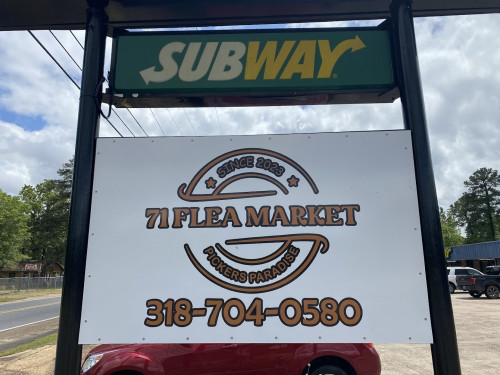 SUBWAY
SINCE 2023
71 FLEA MARKET
PICKERS PARADISE
318-704-0580